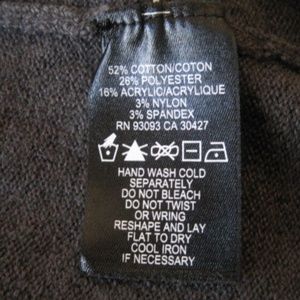 52% COTTON/COTON
26% POLYESTER
16% ACRYLIC/ACRYLIQUE
3% NYLON
3% SPANDEX
RN 93093 CA 30427
HAND WASH COLD
SEPARATELY
DO NOT BLEACH
DO NOT TWIST
OR WRING
RESHAPE AND LAY
FLAT TO DRY
COOL IRON
IF NECESSARY